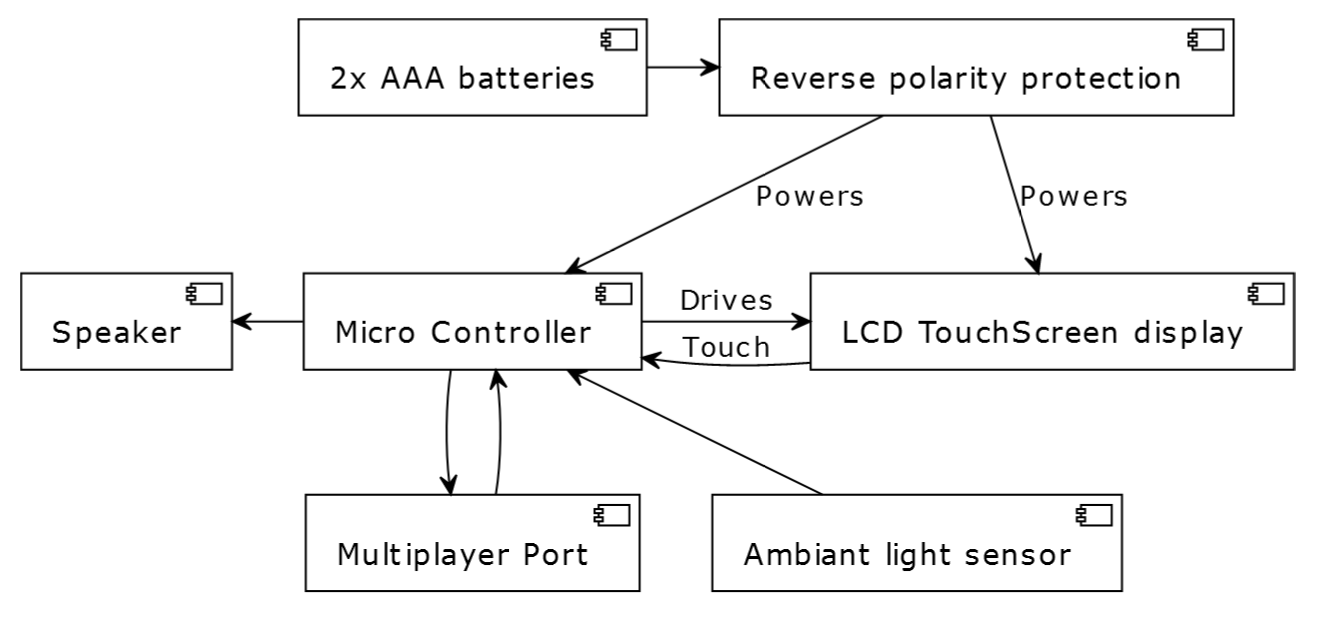 2x AAA batteries
Reverse polarity protection
Powers
Powers
Speaker
Micro Controller
Drives
Touch
LCD TouchScreen display
Multiplayer Port
Ambiant light sensor